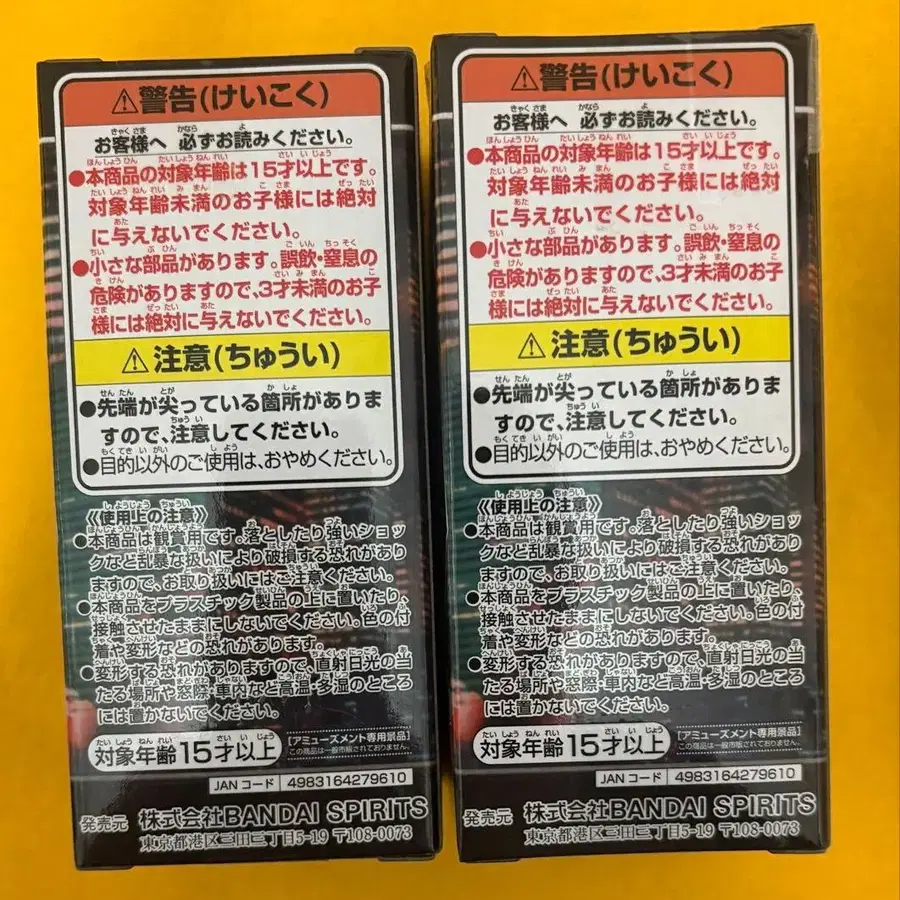 ⚠警告(けいこく)
お客様へ 必ずお読みください。
●本商品の対象年齢は15才以上です。
対象年齢未満のお子様には絶対
に与えないでください。
●小さな部品があります。誤飲・窒息の
危険がありますので、3才未満のお子
様には絶対に与えないでください。
⚠注意(ちゅうい)
●先端が尖っている箇所がありま
すので、注意してください。
●目的以外のご使用は、おやめください。
《使用上の注意》
●本商品は観賞用です。落としたり強いショッ
クなど乱暴な扱いにより破損する恐れがあり
ますので、お取り扱いにはご注意ください。
●本商品をプラスチック製品の上に置いたり、
接触させたままにしないでください。色の付
着や変形などの恐れがあります。
●変形する恐れがありますので、直射日光の当
たる場所や窓際・車内など高温・多湿のところ
には置かないでください。
対象年齢15才以上
【アミューズメント専用景品】
この商品は一般市販されておりません。
JANコード 4983164279610
発売元 株式会社BANDAI SPIRITS
東京都港区三田三丁目5-19 〒108-0073
⚠警告(けいこく)
お客様へ 必ずお読みください。
●本商品の対象年齢は15才以上です。
対象年齢未満のお子様には絶対
に与えないでください。
●小さな部品があります。誤飲・窒息の
危険がありますので、3才未満のお子
様には絶対に与えないでください。
⚠注意(ちゅうい)
●先端が尖っている箇所がありま
すので、注意してください。
●目的以外のご使用は、おやめください。
《使用上の注意》
●本商品は観賞用です。落としたり強いショッ
クなど乱暴な扱いにより破損する恐れがあり
ますので、お取り扱いにはご注意ください。
●本商品をプラスチック製品の上に置いたり、
接触させたままにしないでください。色の付
着や変形などの恐れがあります。
●変形する恐れがありますので、直射日光の当
たる場所や窓際・車内など高温・多湿のところ
には置かないでください。
対象年齢15才以上
【アミューズメント専用景品】
この商品は一般市販されておりません。
JANコード 4983164279610
発売元 株式会社BANDAI SPIRITS
東京都港区三田三丁目5-19 〒108-0073